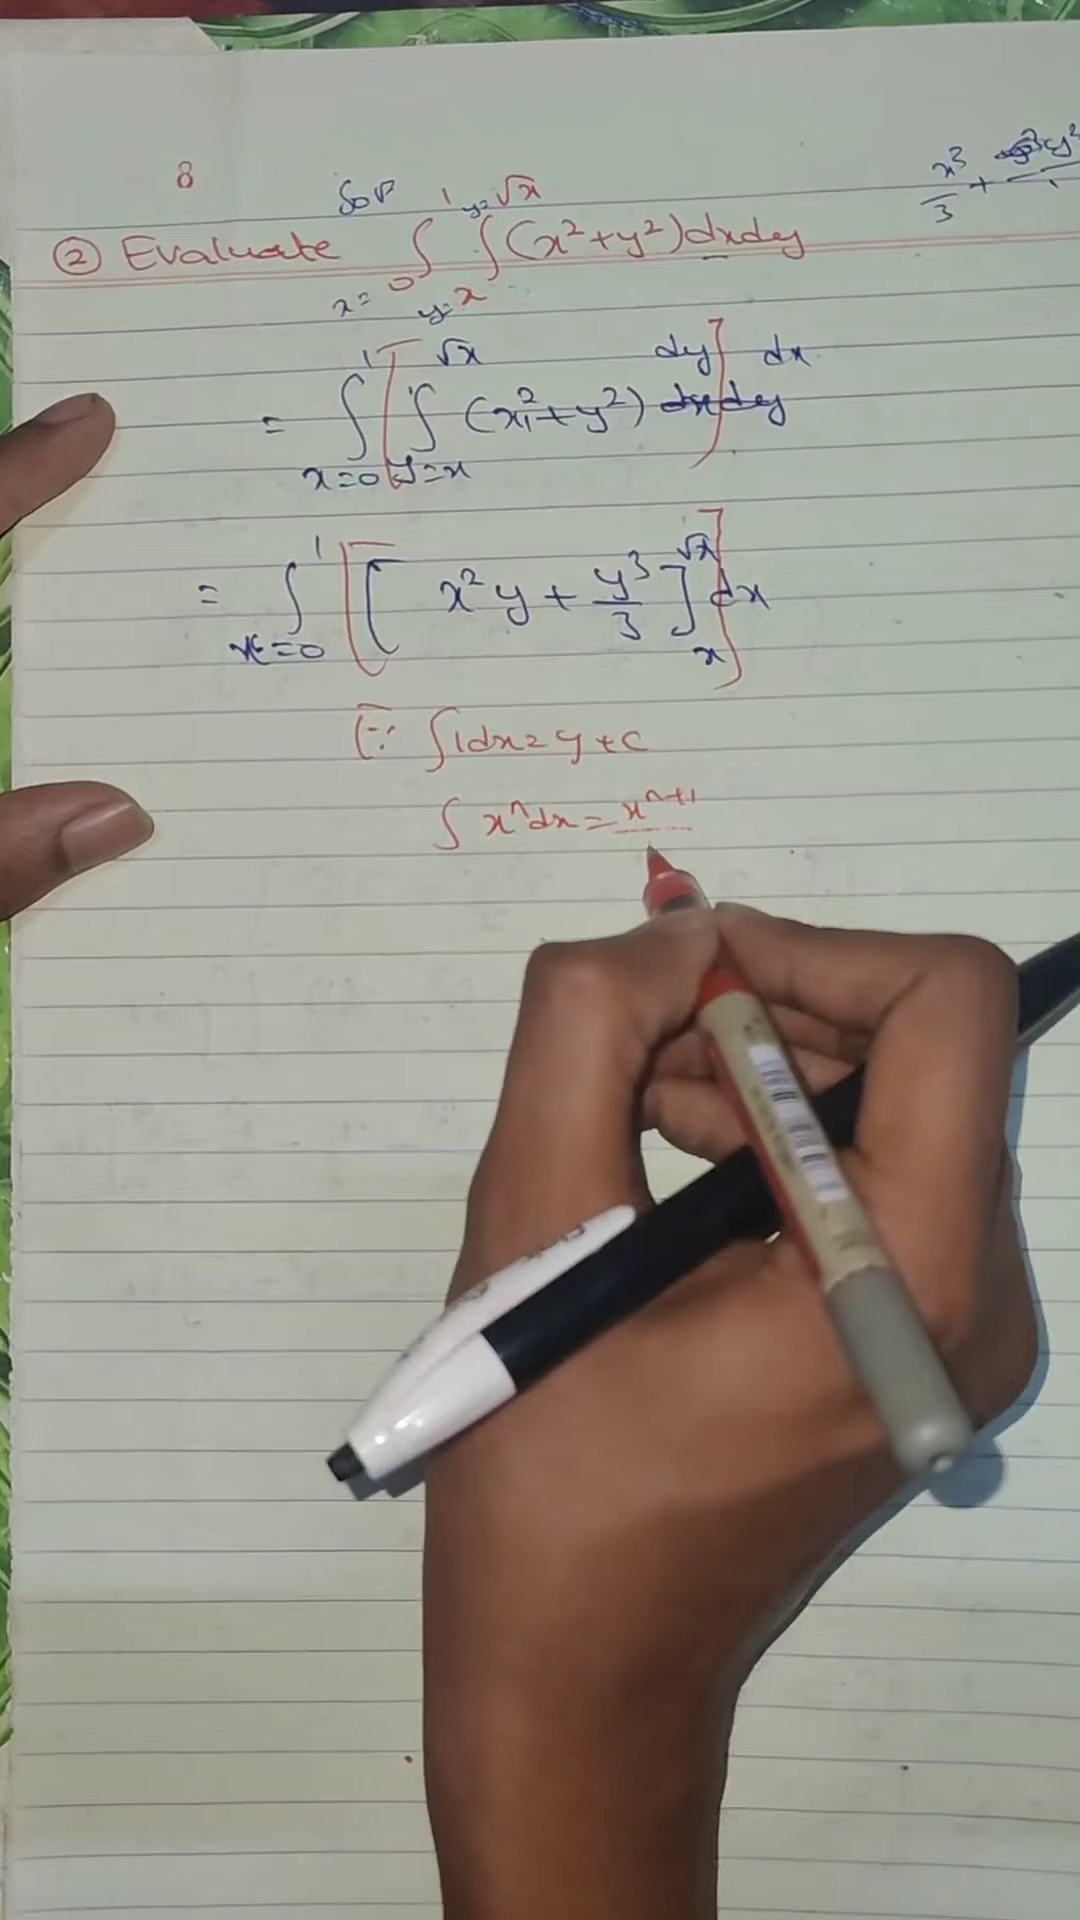 8
Sol
x³/3 + y²
② Evaluate ∫_{x=0}^{1} ∫_{y=x}^{y=√x} (x²+y²) dxdy
= ∫_{x=0}^{1} [ ∫_{y=x}^{√x} (x²+y²) dy ] dx
= ∫_{x=0}^{1} [ [ x²y + y³/3 ]_{x}^{√x} ] dx
[∵ ∫1dx = y + c
∫ xⁿdx = xⁿ⁺¹